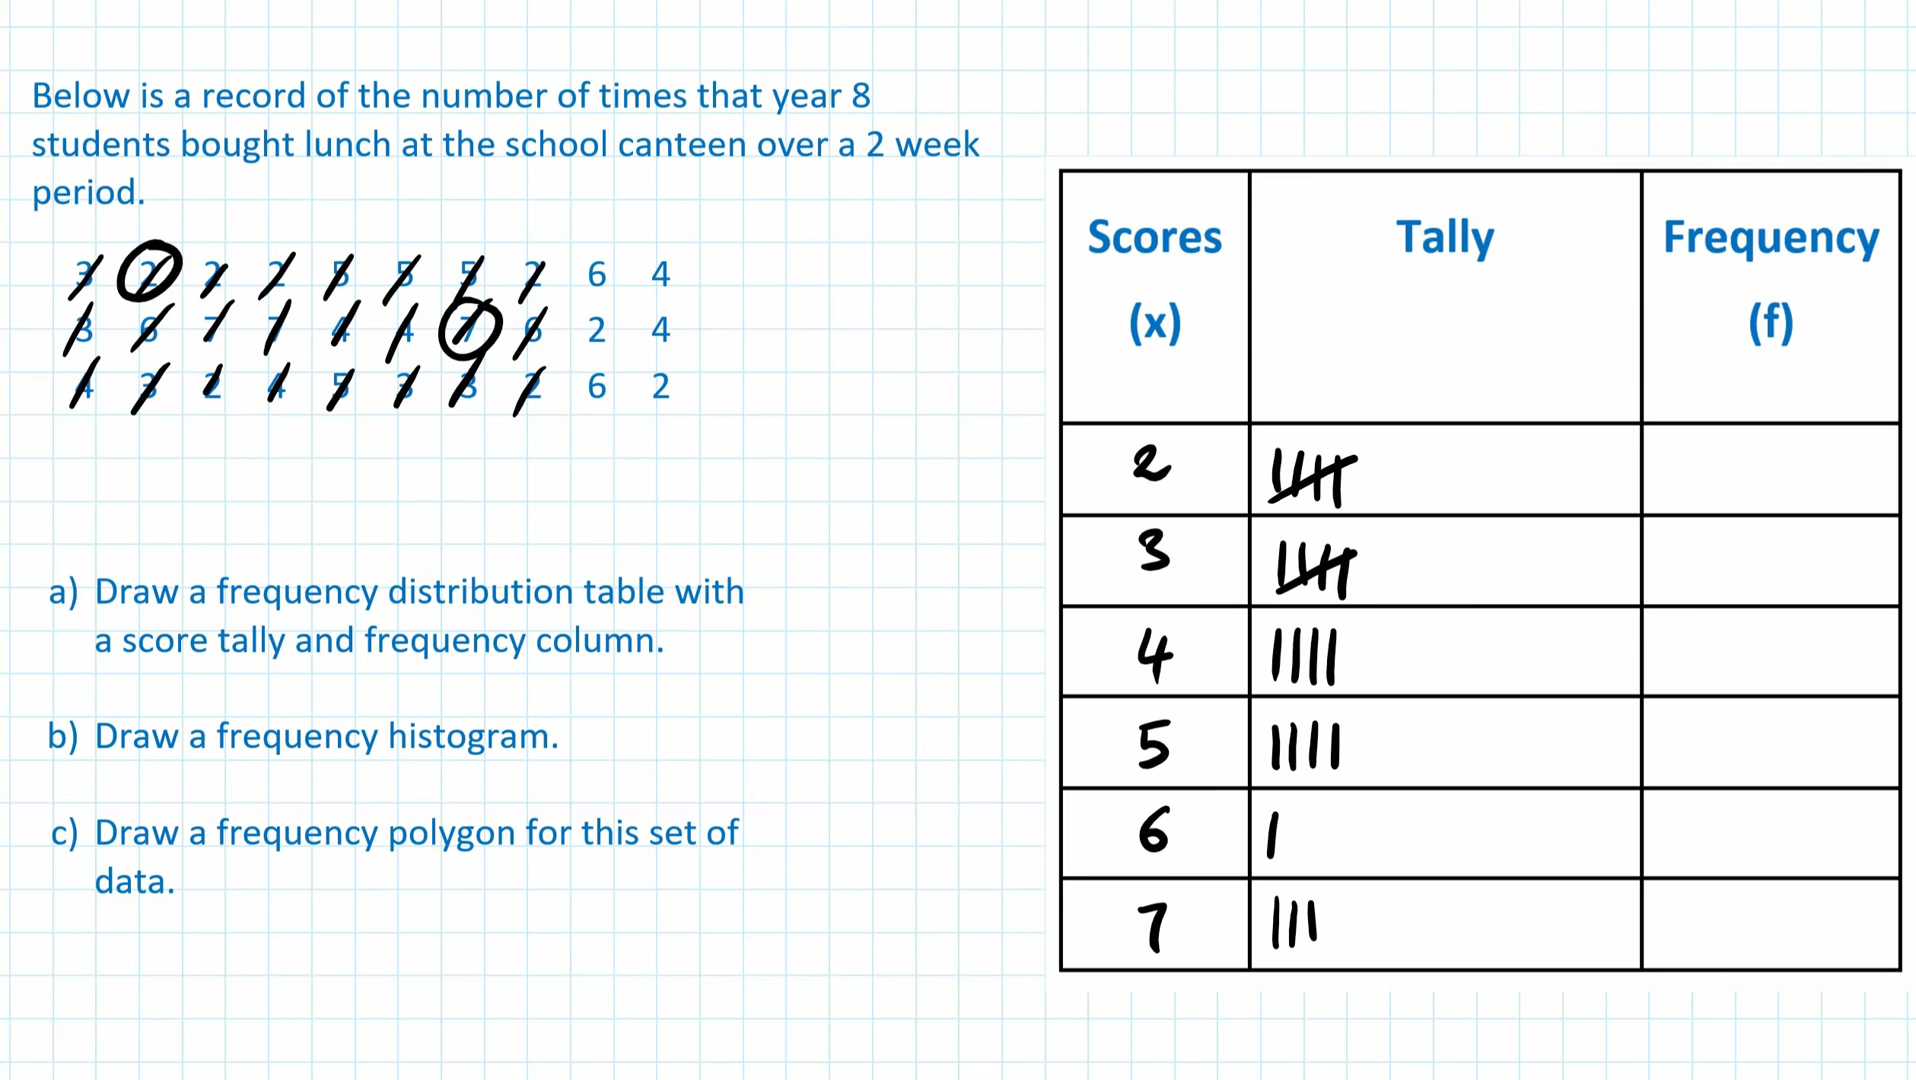 Below is a record of the number of times that year 8
students bought lunch at the school canteen over a 2 week
period.
3 2 2 2 5 5 5 2 6 4
3 6 7 7 4 4 7 6 2 4
4 3 2 4 5 3 3 2 6 2
a) Draw a frequency distribution table with
a score tally and frequency column.
b) Draw a frequency histogram.
c) Draw a frequency polygon for this set of
data.
Scores Tally Frequency
(x) (f)
2
3
4
5
6
7